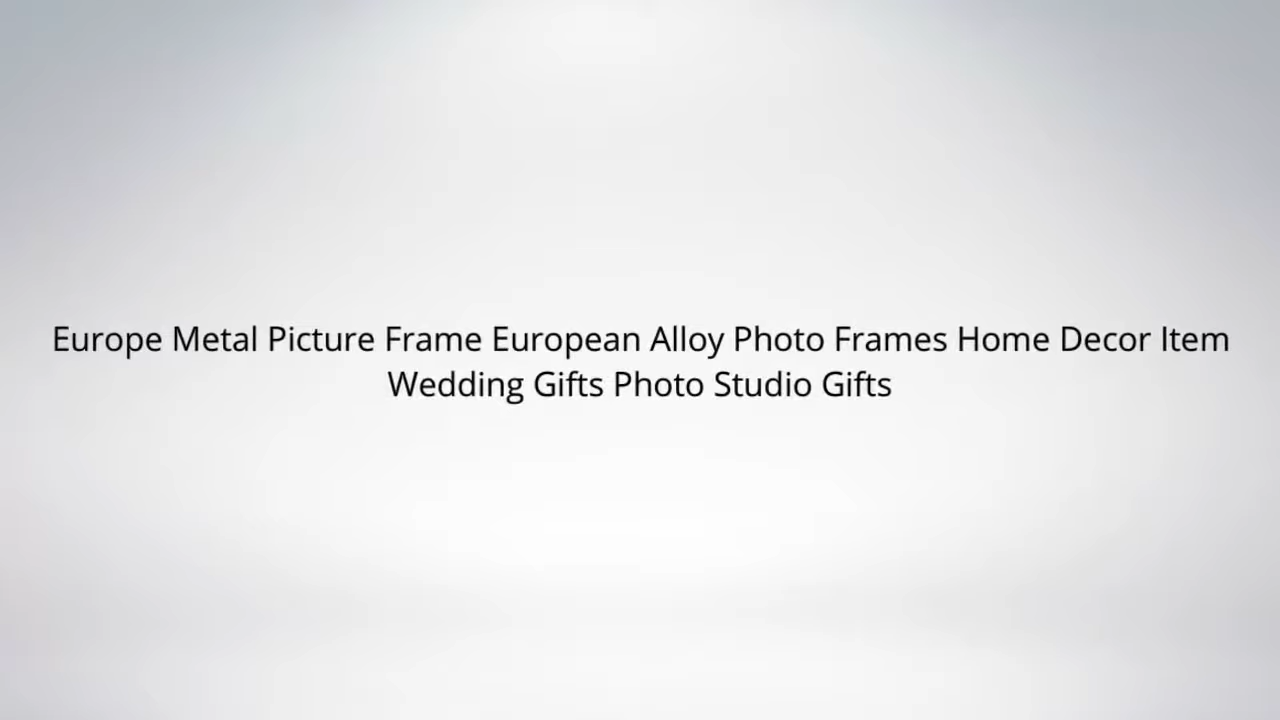 Europe Metal Picture Frame European Alloy Photo Frames Home Decor Item
Wedding Gifts Photo Studio Gifts